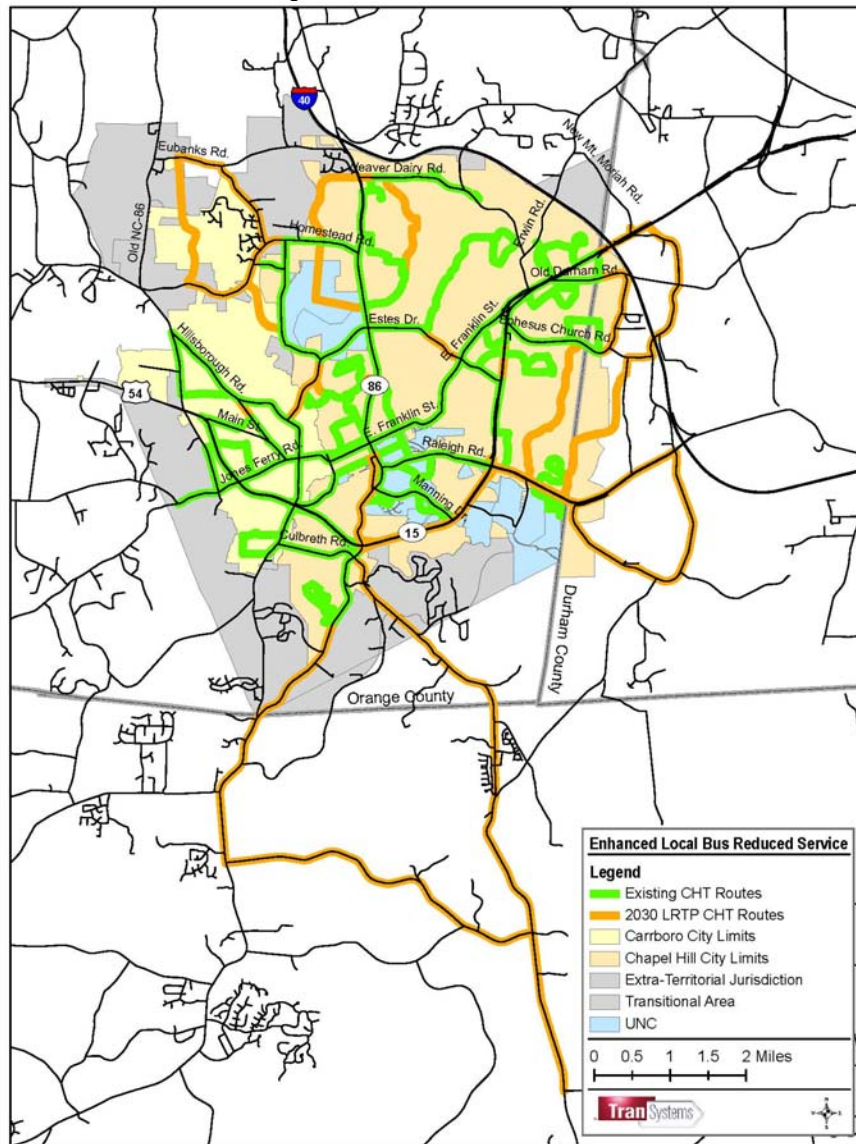 40
Eubanks Rd.
Weaver Dairy Rd.
New Mt. Moriah Rd.
Old NC-86
Homestead Rd.
Erwin Rd.
Old Durham Rd.
Estes Dr.
E. Franklin St.
Ephesus Church Rd.
Hillsborough Rd.
54
86
Main St.
E. Franklin St.
Raleigh Rd.
Jones Ferry Rd.
Manning Dr.
15
Culbreth Rd.
Durham County
Orange County
Enhanced Local Bus Reduced Service
Legend
Existing CHT Routes
2030 LRTP CHT Routes
Carrboro City Limits
Chapel Hill City Limits
Extra-Territorial Jurisdiction
Transitional Area
UNC
0 0.5 1 1.5 2 Miles
TranSystems